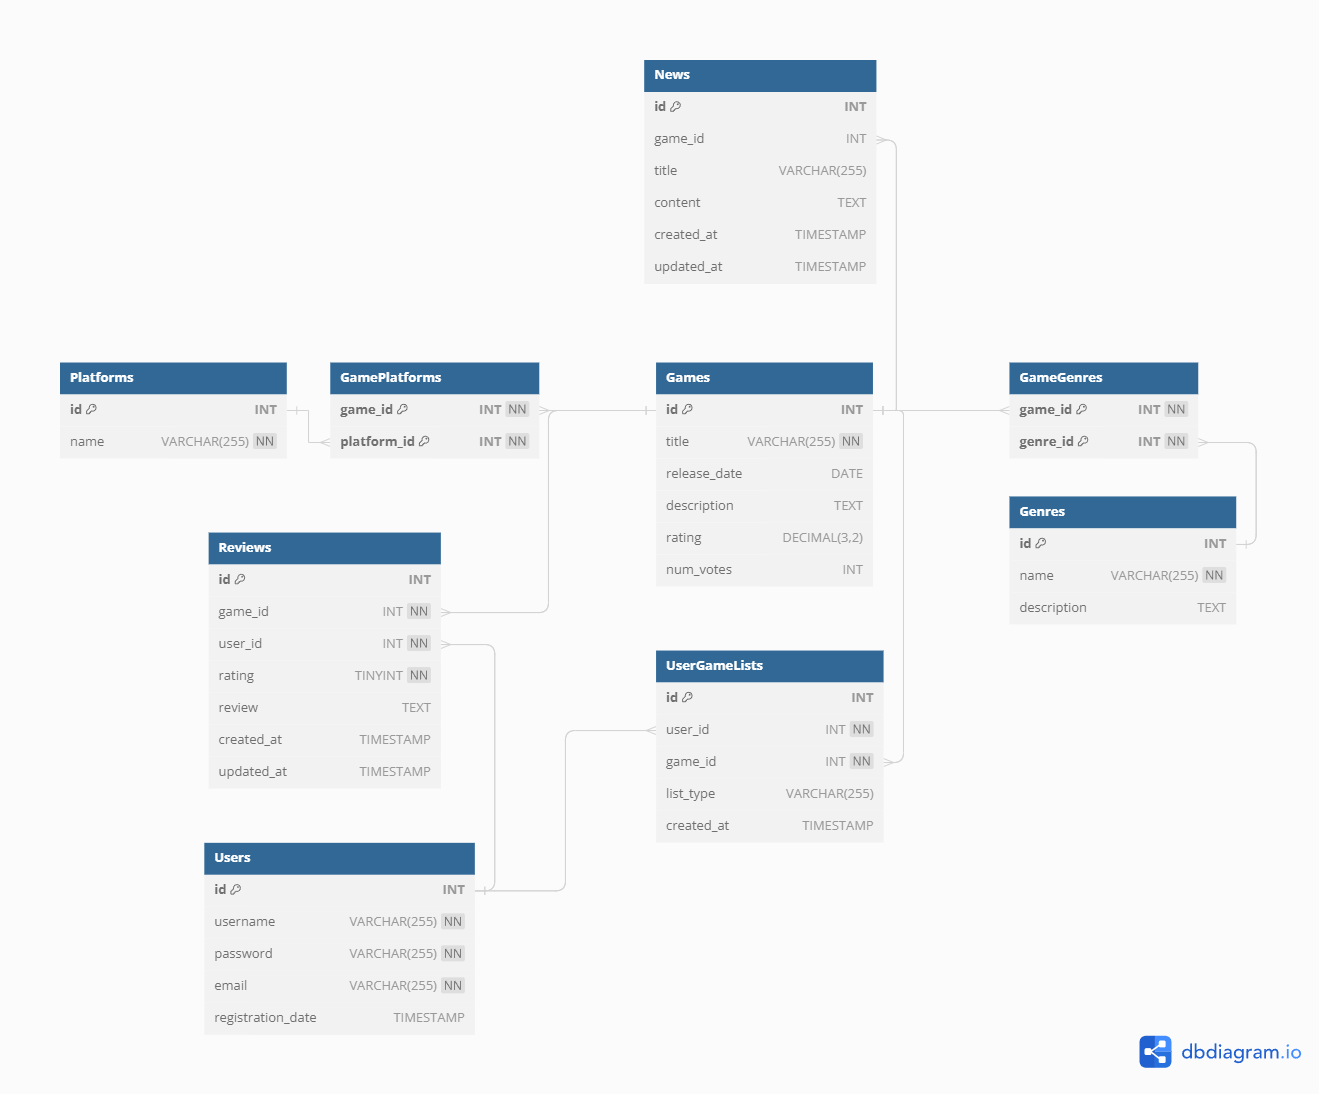 News
id INT
game_id INT
title VARCHAR(255)
content TEXT
created_at TIMESTAMP
updated_at TIMESTAMP
Platforms
id INT
name VARCHAR(255) NN
GamePlatforms
game_id INT NN
platform_id INT NN
Games
id INT
title VARCHAR(255) NN
release_date DATE
description TEXT
rating DECIMAL(3,2)
num_votes INT
GameGenres
game_id INT NN
genre_id INT NN
Genres
id INT
name VARCHAR(255) NN
description TEXT
Reviews
id INT
game_id INT NN
user_id INT NN
rating TINYINT NN
review TEXT
created_at TIMESTAMP
updated_at TIMESTAMP
UserGameLists
id INT
user_id INT NN
game_id INT NN
list_type VARCHAR(255)
created_at TIMESTAMP
Users
id INT
username VARCHAR(255) NN
password VARCHAR(255) NN
email VARCHAR(255) NN
registration_date TIMESTAMP
dbdiagram.io